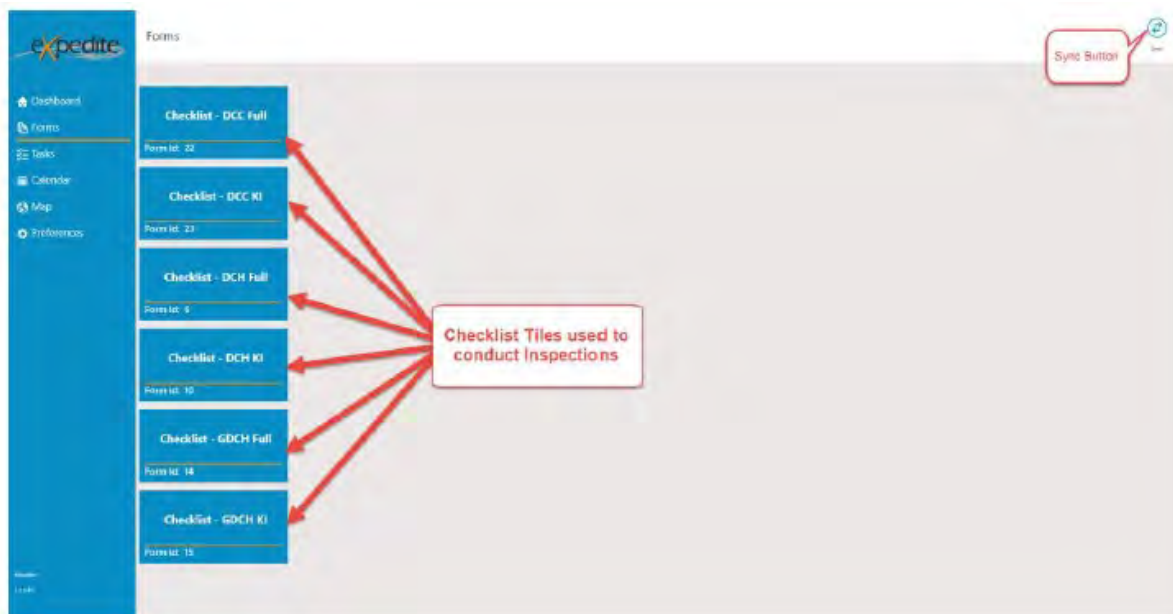 expedite
Forms
Sync Button
Dashboard
Forms
Tasks
Calendar
Map
Preferences
Checklist - DCC Full
Form Id: 22
Checklist - DCC KI
Form Id: 23
Checklist - DCH Full
Form Id: 9
Checklist - DCH KI
Form Id: 10
Checklist - GDCH Full
Form Id: 14
Checklist - GDCH KI
Form Id: 15
Checklist Tiles used to
conduct Inspections